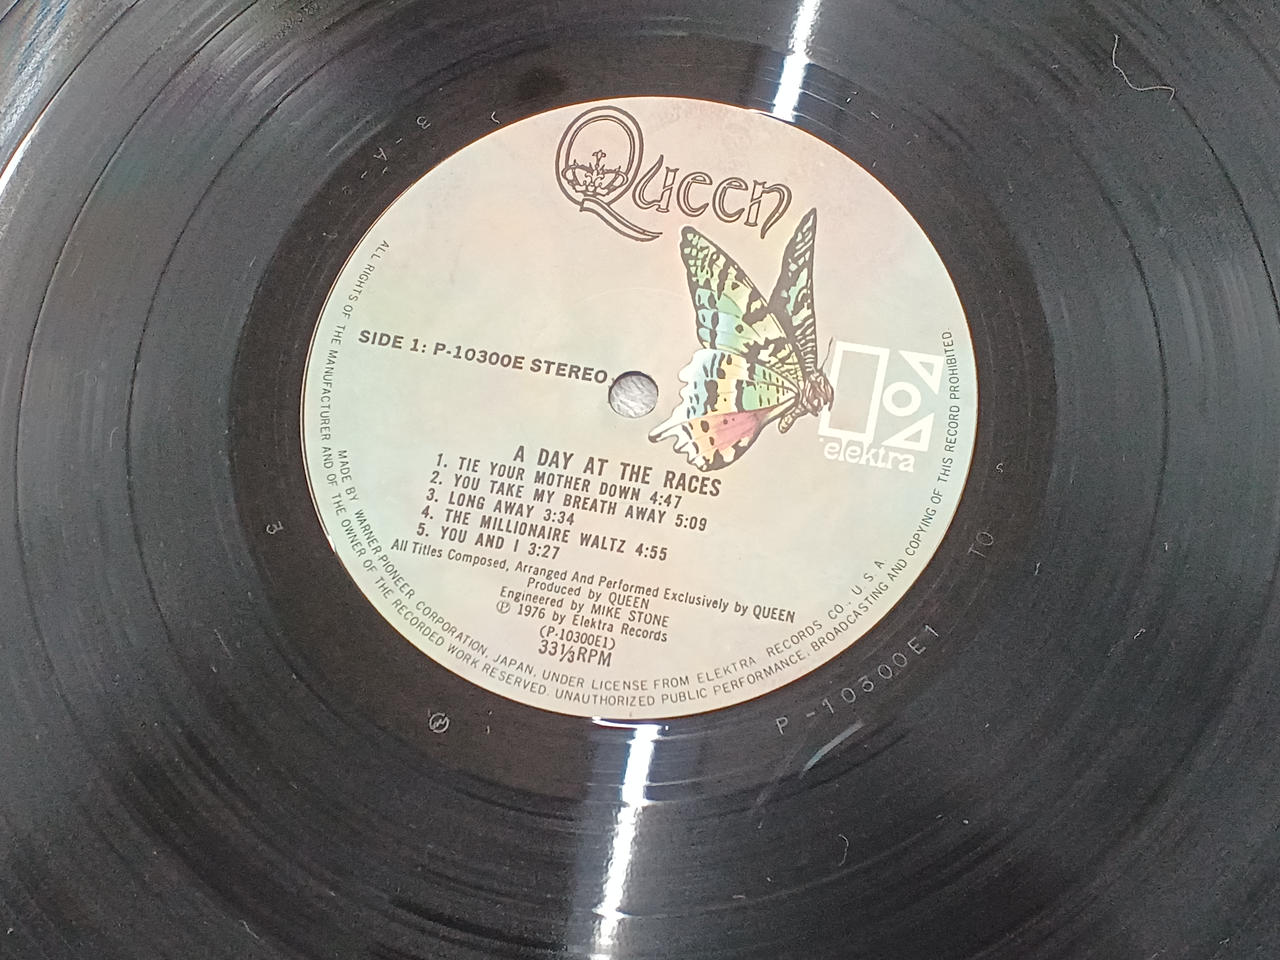 Queen
SIDE 1: P-10300E STEREO
elektra
A DAY AT THE RACES
1. TIE YOUR MOTHER DOWN 4:47
2. YOU TAKE MY BREATH AWAY 5:09
3. LONG AWAY 3:34
4. THE MILLIONAIRE WALTZ 4:55
5. YOU AND I 3:27
All Titles Composed, Arranged And Performed Exclusively by QUEEN
Produced by QUEEN
Engineered by MIKE STONE
℗ 1976 by Elektra Records
(P-10300E1)
33⅓RPM
MADE BY WARNER-PIONEER CORPORATION, JAPAN, UNDER LICENSE FROM ELEKTRA RECORDS CO., U. S. A
ALL RIGHTS OF THE MANUFACTURER AND OF THE OWNER OF THE RECORDED WORK RESERVED. UNAUTHORIZED PUBLIC PERFORMANCE, BROADCASTING AND COPYING OF THIS RECORD PROHIBITED.
P-10300E1